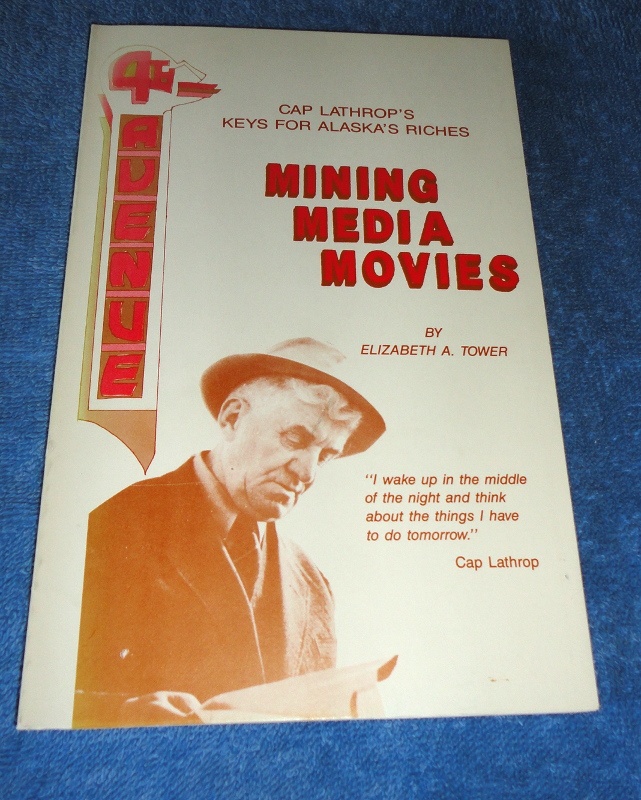 4th
AVENUE
CAP LATHROP'S
KEYS FOR ALASKA'S RICHES
MINING
MEDIA
MOVIES
BY
ELIZABETH A. TOWER
"I wake up in the middle
of the night and think
about the things I have
to do tomorrow."
Cap Lathrop